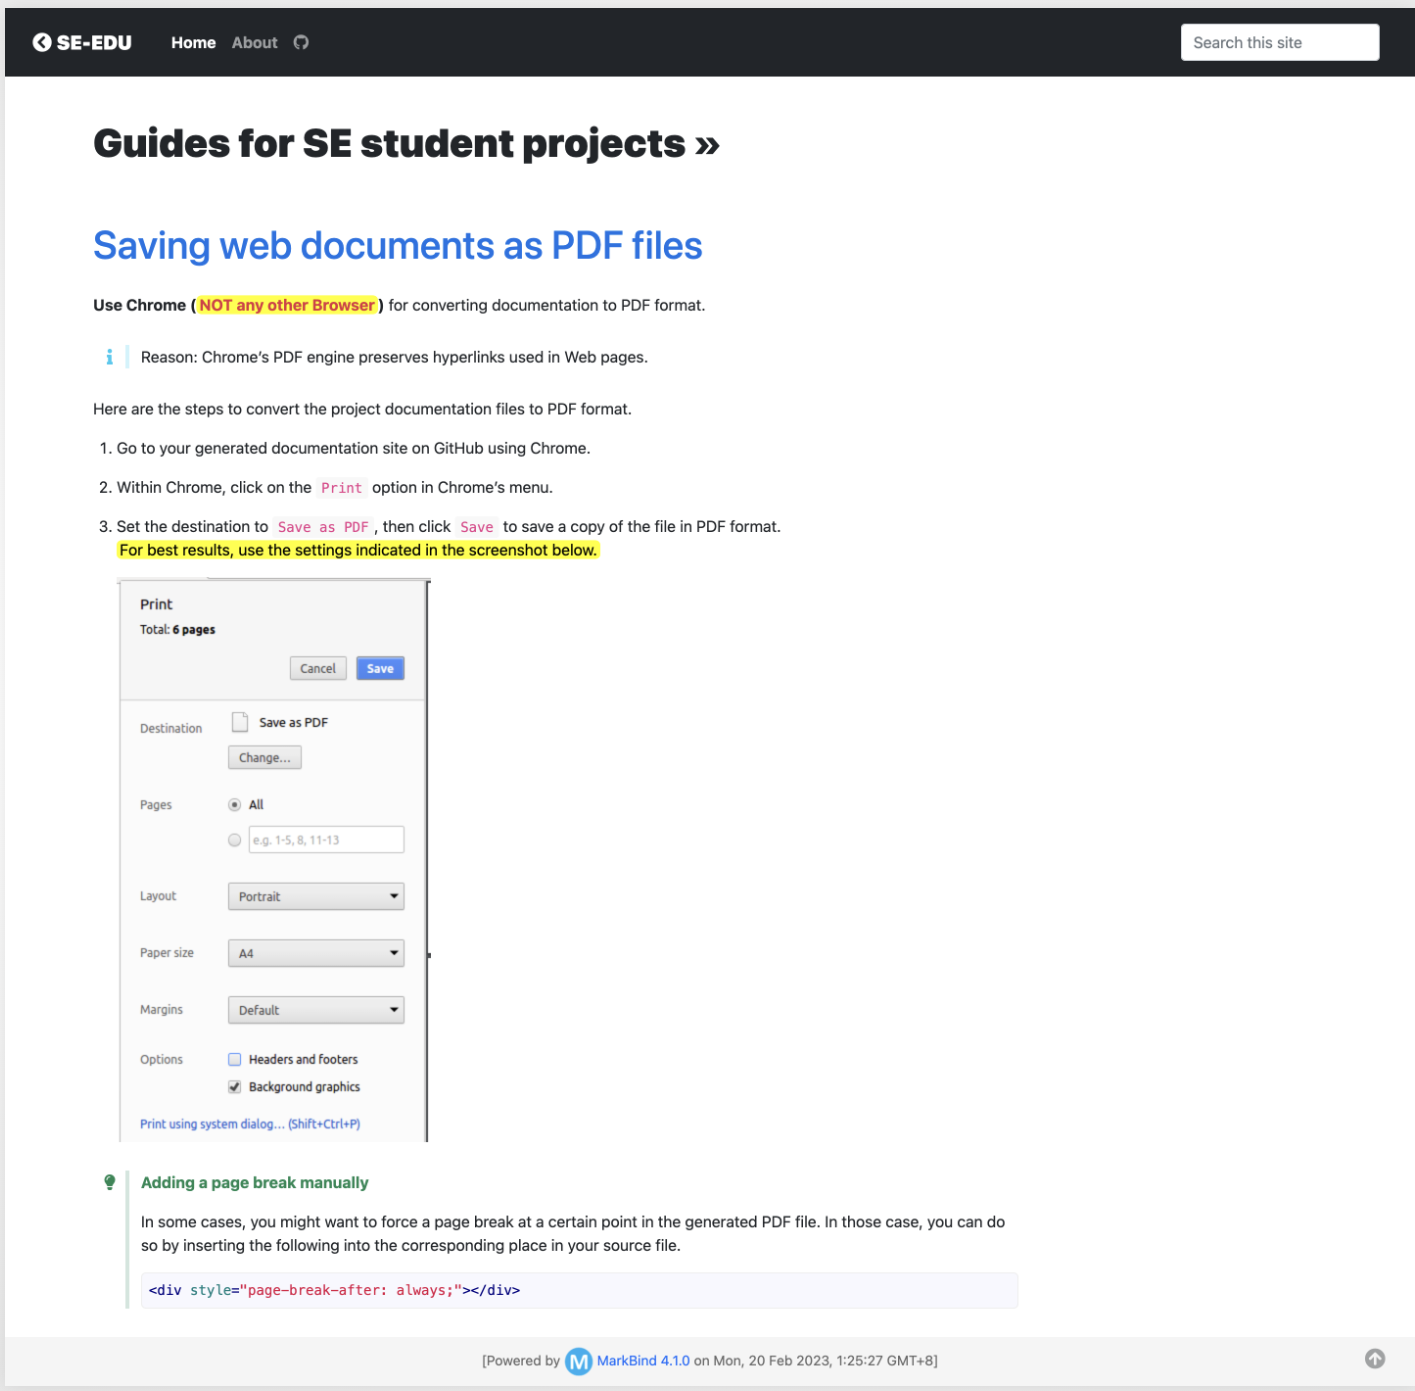 SE-EDU Home About Search this site
Guides for SE student projects »
Saving web documents as PDF files
Use Chrome (NOT any other Browser) for converting documentation to PDF format.
Reason: Chrome’s PDF engine preserves hyperlinks used in Web pages.
Here are the steps to convert the project documentation files to PDF format.
1. Go to your generated documentation site on GitHub using Chrome.
2. Within Chrome, click on the Print option in Chrome’s menu.
3. Set the destination to Save as PDF, then click Save to save a copy of the file in PDF format.
For best results, use the settings indicated in the screenshot below.
Print
Total: 6 pages
Cancel Save
Destination Save as PDF
Change...
Pages All
e.g. 1-5, 8, 11-13
Layout Portrait
Paper size A4
Margins Default
Options Headers and footers
Background graphics
Print using system dialog... (Shift+Ctrl+P)
Adding a page break manually
In some cases, you might want to force a page break at a certain point in the generated PDF file. In those case, you can do
so by inserting the following into the corresponding place in your source file.
<div style="page-break-after: always;"></div>
[Powered by M MarkBind 4.1.0 on Mon, 20 Feb 2023, 1:25:27 GMT+8]